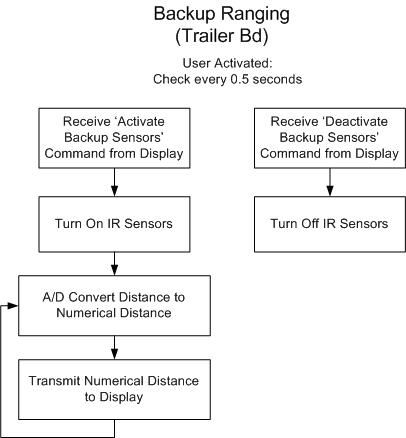 Backup Ranging
(Trailer Bd)
User Activated:
Check every 0.5 seconds
Receive 'Activate
Backup Sensors'
Command from Display
Turn On IR Sensors
A/D Convert Distance to
Numerical Distance
Transmit Numerical Distance
to Display
Receive 'Deactivate
Backup Sensors'
Command from Display
Turn Off IR Sensors